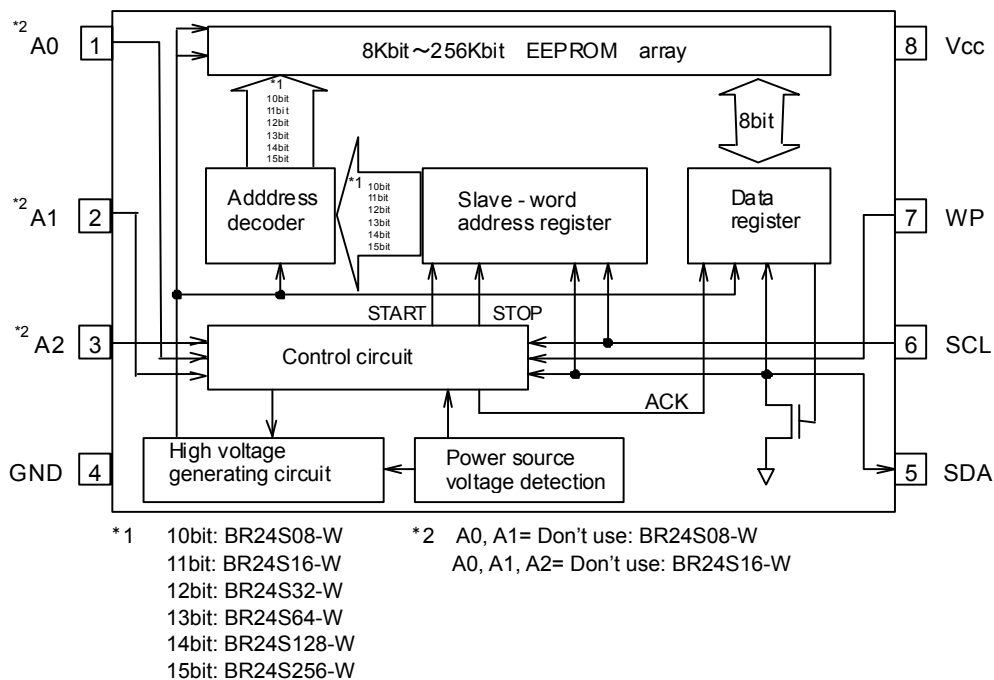 *2 A0 1
8Kbit～256Kbit EEPROM array
8 Vcc
*1
10bit
11bit
12bit
13bit
14bit
15bit
8bit
*2 A1 2
Adddress
decoder
*1 10bit
11bit
12bit
13bit
14bit
15bit
Slave - word
address register
Data
register
7 WP
START STOP
*2 A2 3
Control circuit
6 SCL
ACK
GND 4
High voltage
generating circuit
Power source
voltage detection
5 SDA
*1 10bit: BR24S08-W
11bit: BR24S16-W
12bit: BR24S32-W
13bit: BR24S64-W
14bit: BR24S128-W
15bit: BR24S256-W
*2 A0, A1= Don't use: BR24S08-W
A0, A1, A2= Don't use: BR24S16-W